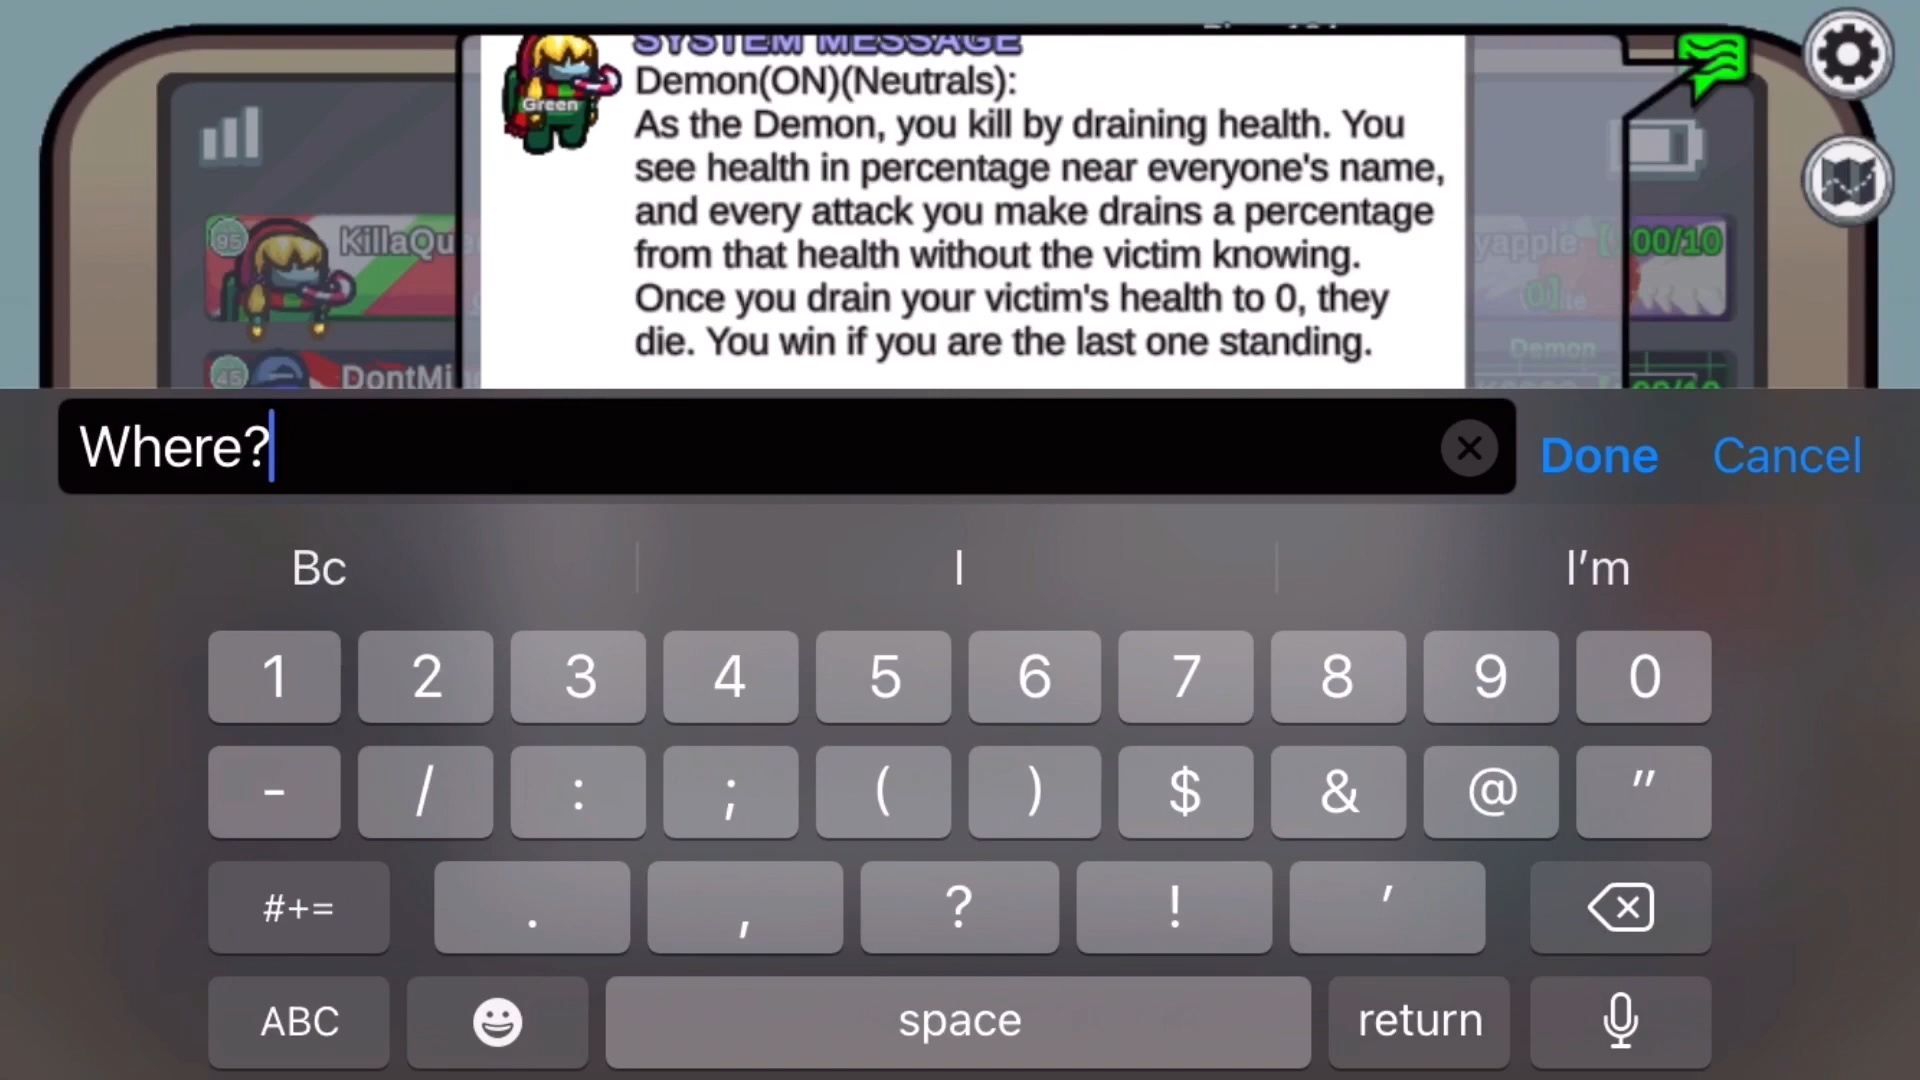 SYSTEM MESSAGE
Green
Demon(ON)(Neutrals):
As the Demon, you kill by draining health. You
see health in percentage near everyone's name,
and every attack you make drains a percentage
from that health without the victim knowing.
Once you drain your victim's health to 0, they
die. You win if you are the last one standing.
95
KillaQu
yapple
00/10
0]
Demon
45
DontMi
Where?
Done
Cancel
Bc
I
I'm
1 2 3 4 5 6 7 8 9 0
- / : ; ( ) $ & @ "
#+= . , ? ! '
ABC space return